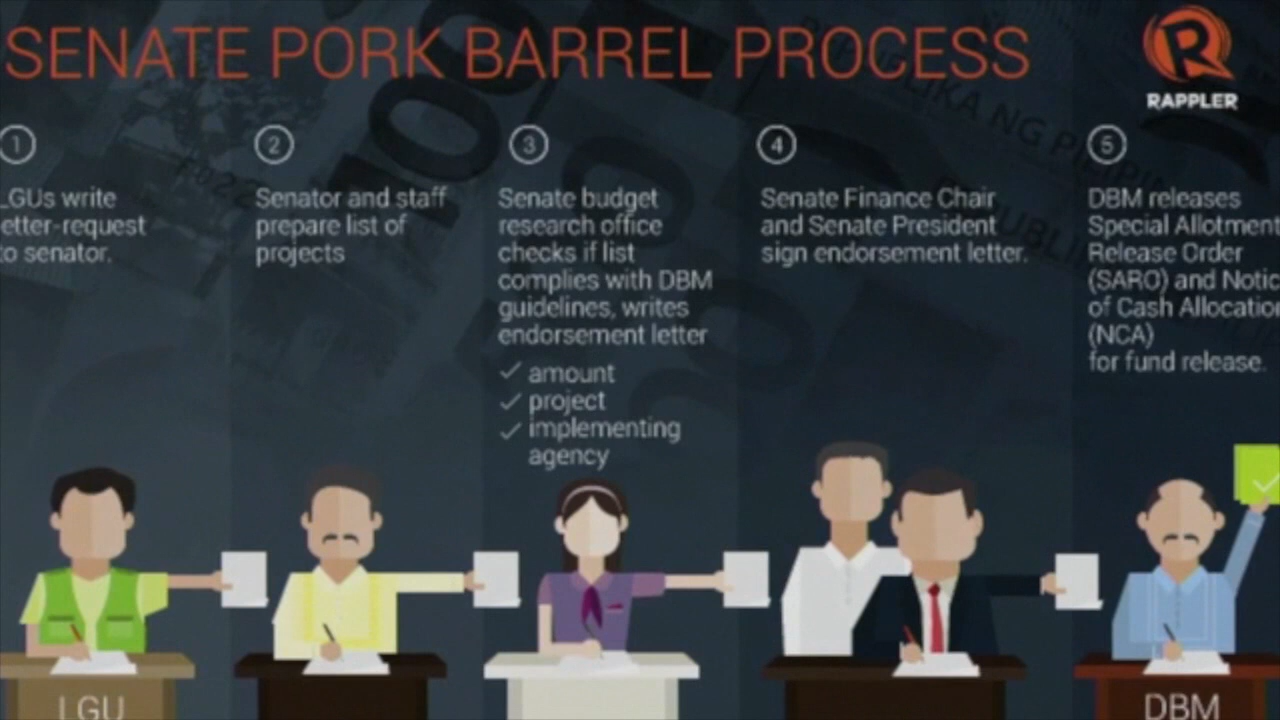 SENATE PORK BARREL PROCESS
RAPPLER
1
LGUs write
etter-request
to senator.
2
Senator and staff
prepare list of
projects
3
Senate budget
research office
checks if list
complies with DBM
guidelines, writes
endorsement letter
amount
project
implementing
agency
4
Senate Finance Chair
and Senate President
sign endorsement letter.
5
DBM releases
Special Allotment
Release Order
(SARO) and Notic
of Cash Allocation
(NCA)
for fund release.
LGU
DBM